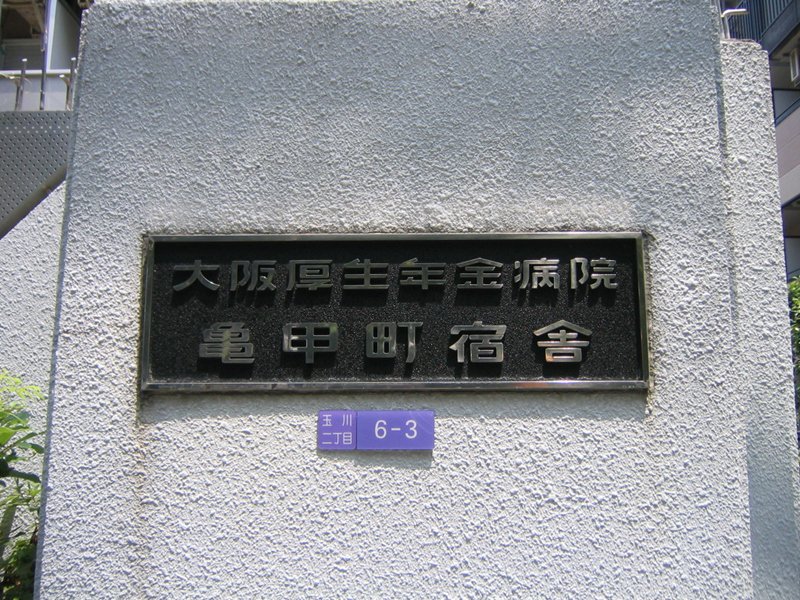 大阪厚生年金病院
亀甲町宿舎
玉川
二丁目
6-3